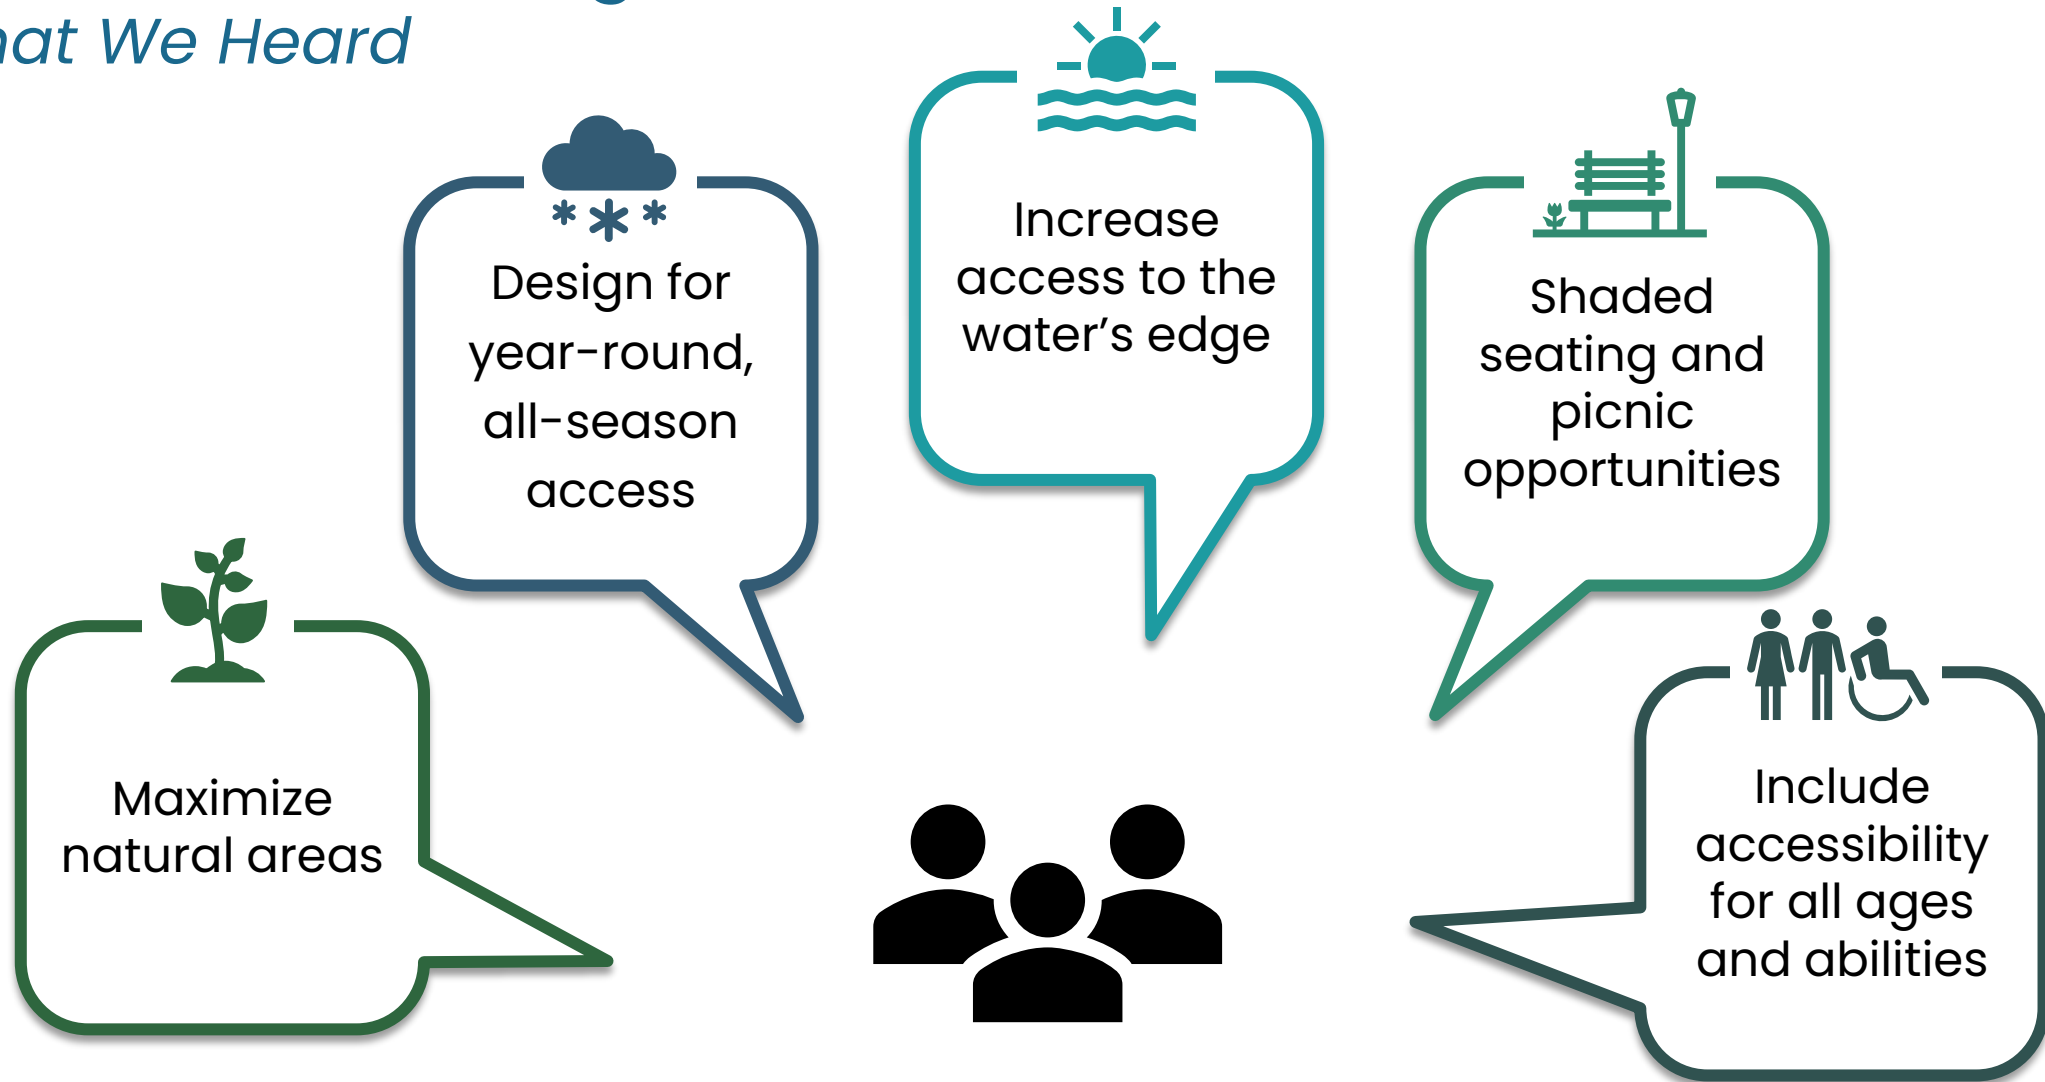 hat We Heard
Design for
year-round,
all-season
access
Increase
access to the
water's edge
Shaded
seating and
picnic
opportunities
Maximize
natural areas
Include
accessibility
for all ages
and abilities